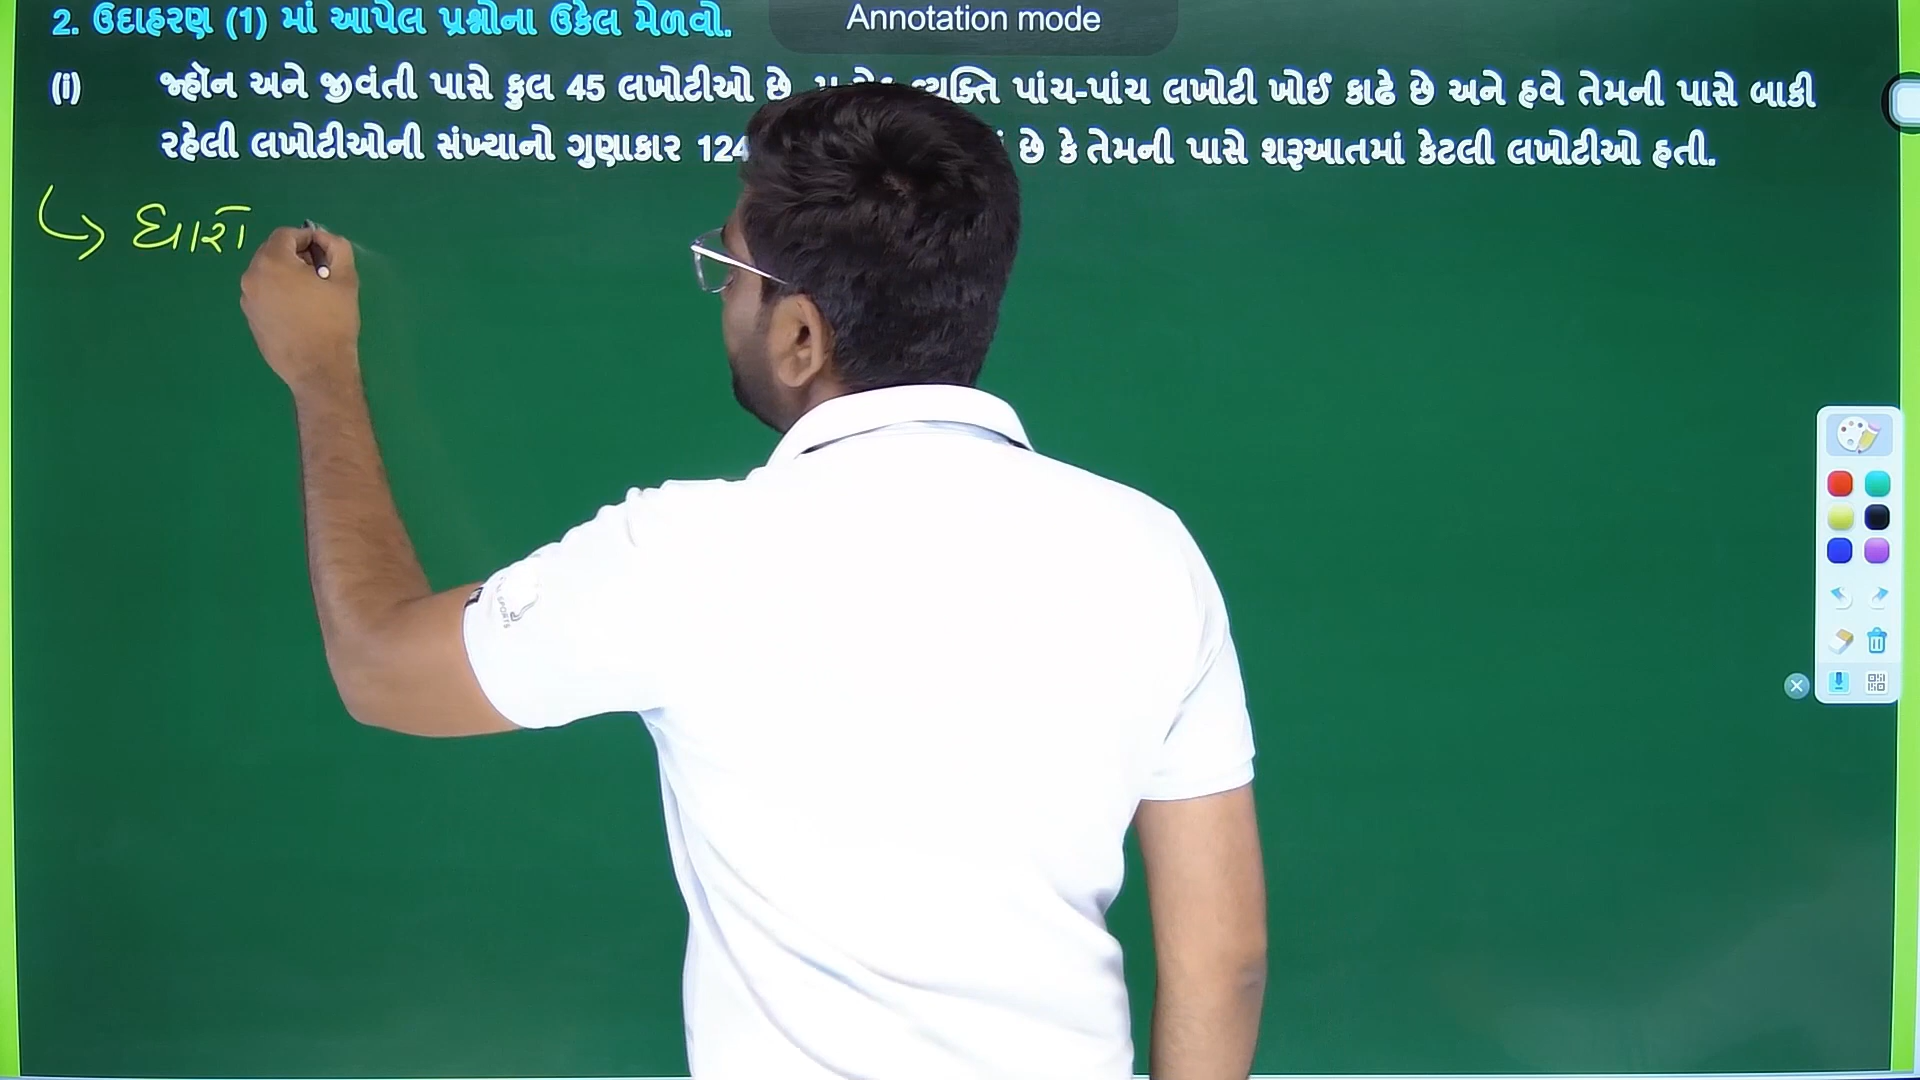 Annotation mode
2. ઉદાહરણ (1) માં આપેલ પ્રશ્નોના ઉકેલ મેળવો.
(i) જ્હૉન અને જીવંતી પાસે કુલ 45 લખોટીઓ છે પાંચ-પાંચ લખોટી ખોઈ કાઢે છે અને હવે તેમની પાસે બાકી
રહેલી લખોટીઓની સંખ્યાનો ગુણાકાર 124 છે કે તેમની પાસે શરૂઆતમાં કેટલી લખોટીઓ હતી.
ધારો